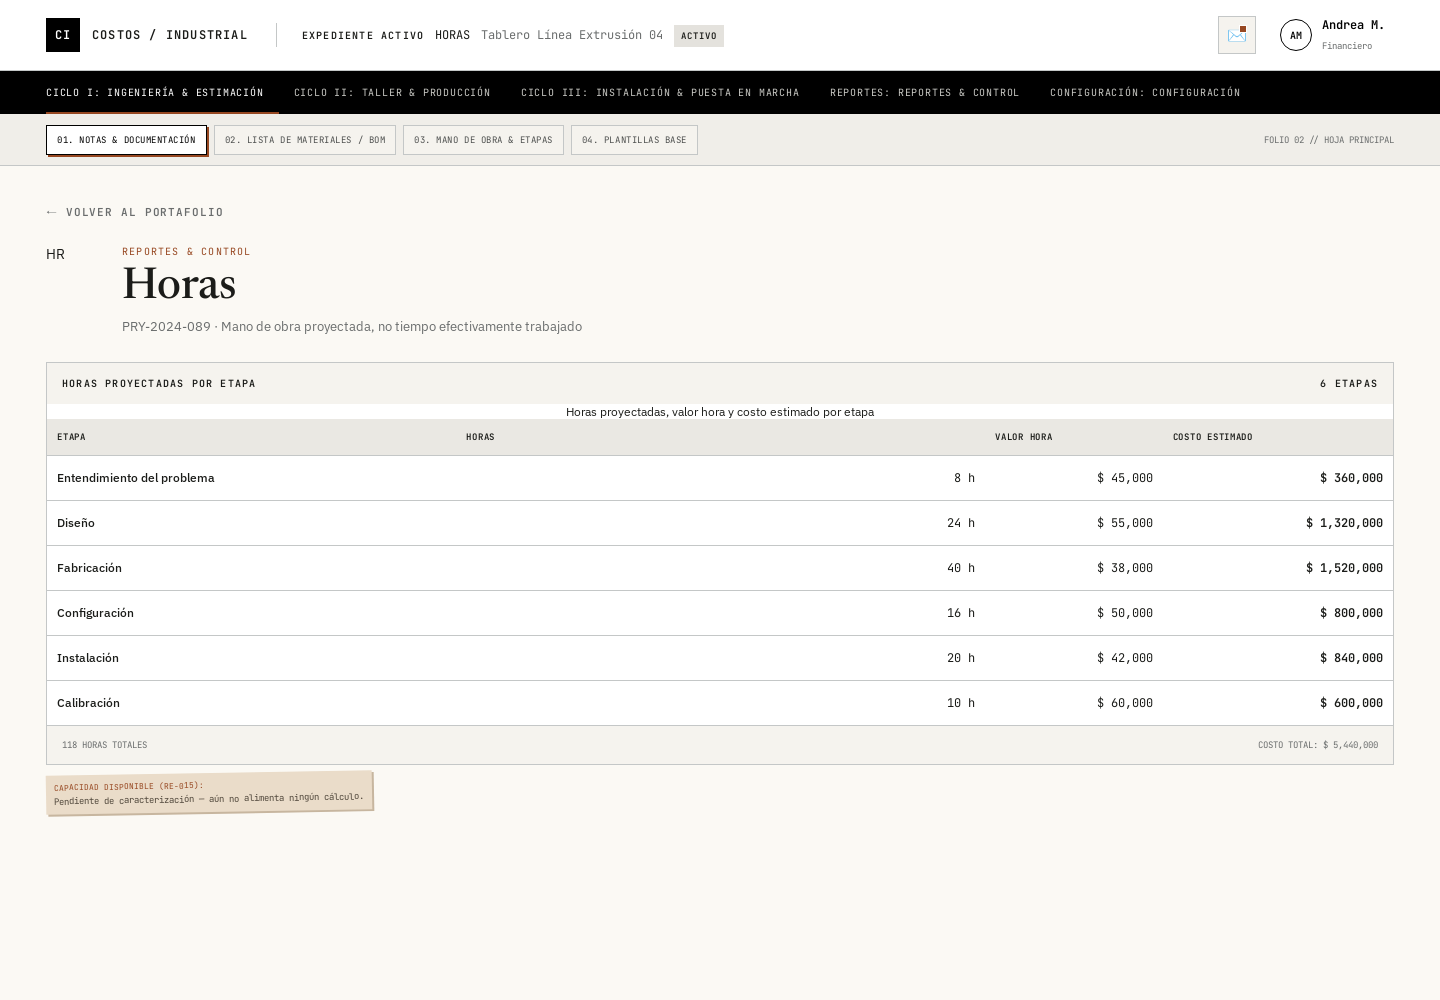 CI COSTOS / INDUSTRIAL EXPEDIENTE ACTIVO HORAS Tablero Línea Extrusión 04 ACTIVO AM Andrea M.
Financiero
CICLO I: INGENIERÍA & ESTIMACIÓN CICLO II: TALLER & PRODUCCIÓN CICLO III: INSTALACIÓN & PUESTA EN MARCHA REPORTES: REPORTES & CONTROL CONFIGURACIÓN: CONFIGURACIÓN
01. NOTAS & DOCUMENTACIÓN 02. LISTA DE MATERIALES / BOM 03. MANO DE OBRA & ETAPAS 04. PLANTILLAS BASE FOLIO 02 // HOJA PRINCIPAL
← VOLVER AL PORTAFOLIO
HR REPORTES & CONTROL
Horas
PRY-2024-089 · Mano de obra proyectada, no tiempo efectivamente trabajado
HORAS PROYECTADAS POR ETAPA 6 ETAPAS
Horas proyectadas, valor hora y costo estimado por etapa
ETAPA HORAS VALOR HORA COSTO ESTIMADO
Entendimiento del problema 8 h $ 45,000 $ 360,000
Diseño 24 h $ 55,000 $ 1,320,000
Fabricación 40 h $ 38,000 $ 1,520,000
Configuración 16 h $ 50,000 $ 800,000
Instalación 20 h $ 42,000 $ 840,000
Calibración 10 h $ 60,000 $ 600,000
118 HORAS TOTALES COSTO TOTAL: $ 5,440,000
CAPACIDAD DISPONIBLE (RE-015):
Pendiente de caracterización — aún no alimenta ningún cálculo.